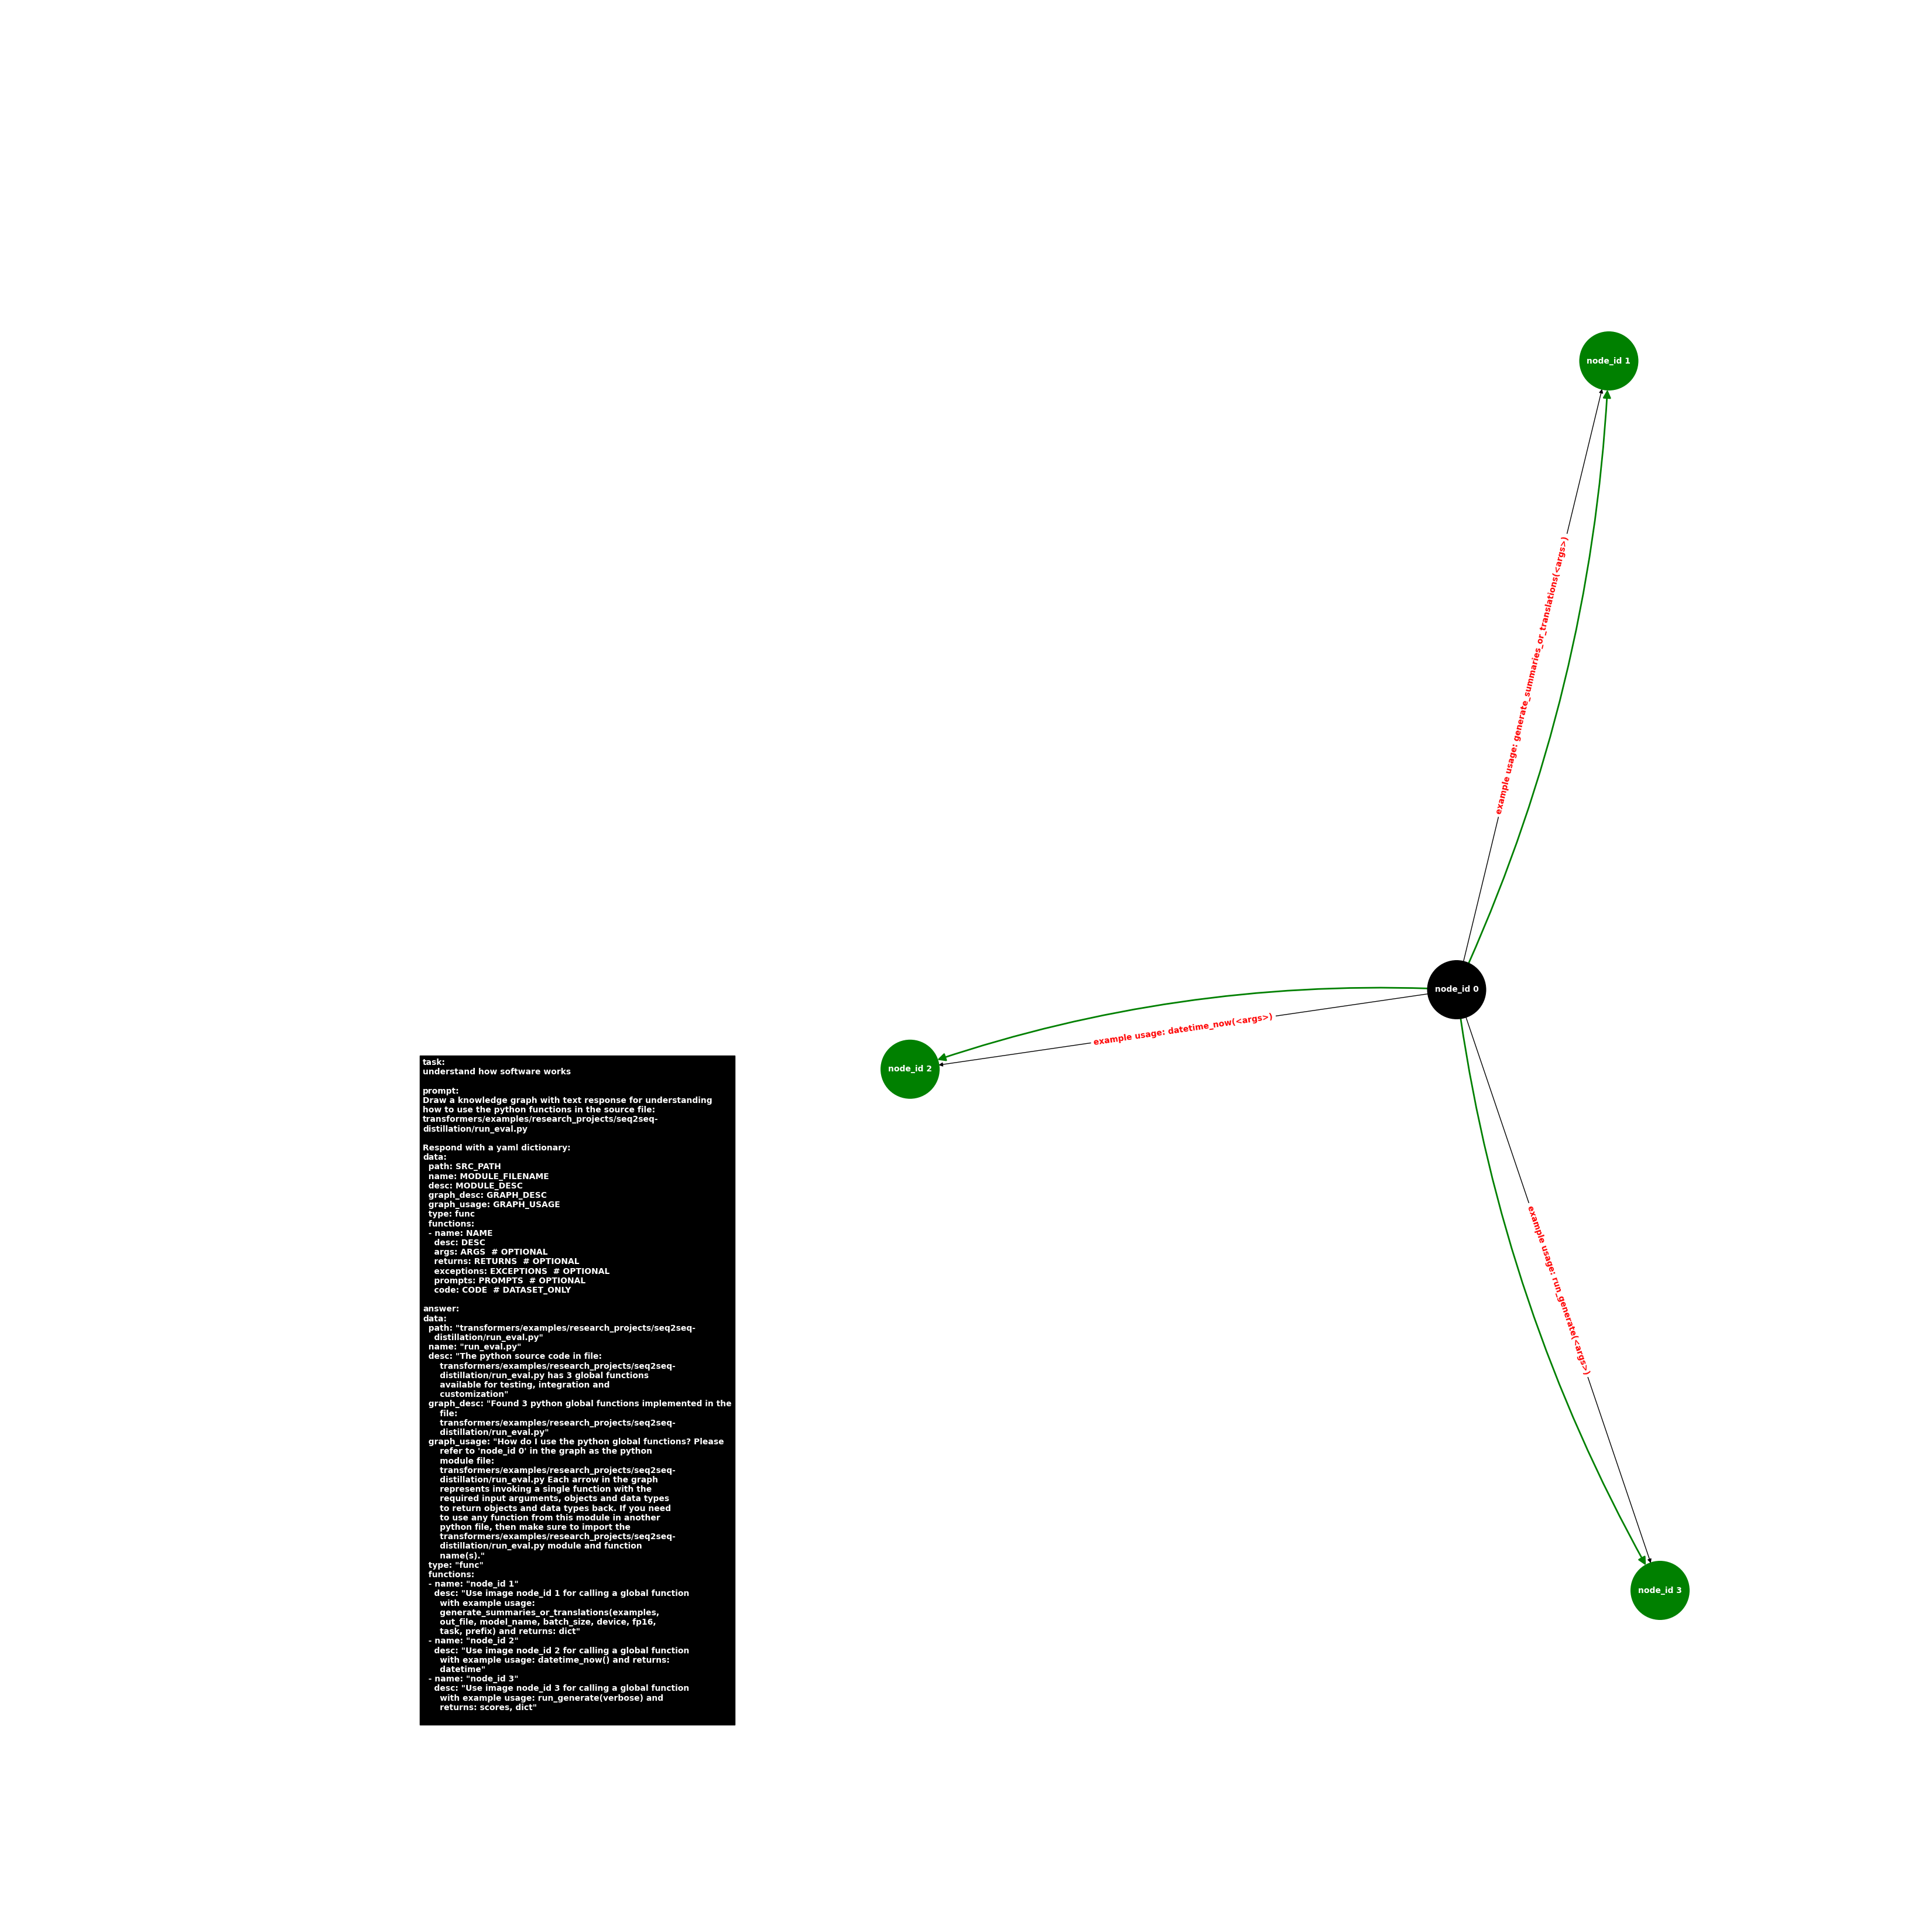 node_id 1
example usage: generate_summaries_or_translations(<args>)
node_id 0
example usage: datetime_now(<args>)
node_id 2
example usage: run_generate(<args>)
node_id 3
task:
understand how software works

prompt:
Draw a knowledge graph with text response for understanding
how to use the python functions in the source file:
transformers/examples/research_projects/seq2seq-
distillation/run_eval.py

Respond with a yaml dictionary:
data:
  path: SRC_PATH
  name: MODULE_FILENAME
  desc: MODULE_DESC
  graph_desc: GRAPH_DESC
  graph_usage: GRAPH_USAGE
  type: func
  functions:
  - name: NAME
    desc: DESC
    args: ARGS  # OPTIONAL
    returns: RETURNS  # OPTIONAL
    exceptions: EXCEPTIONS  # OPTIONAL
    prompts: PROMPTS  # OPTIONAL
    code: CODE  # DATASET_ONLY

answer:
data:
  path: "transformers/examples/research_projects/seq2seq-
    distillation/run_eval.py"
  name: "run_eval.py"
  desc: "The python source code in file:
      transformers/examples/research_projects/seq2seq-
      distillation/run_eval.py has 3 global functions
      available for testing, integration and
      customization"
  graph_desc: "Found 3 python global functions implemented in the
      file:
      transformers/examples/research_projects/seq2seq-
      distillation/run_eval.py"
  graph_usage: "How do I use the python global functions? Please
      refer to 'node_id 0' in the graph as the python
      module file:
      transformers/examples/research_projects/seq2seq-
      distillation/run_eval.py Each arrow in the graph
      represents invoking a single function with the
      required input arguments, objects and data types
      to return objects and data types back. If you need
      to use any function from this module in another
      python file, then make sure to import the
      transformers/examples/research_projects/seq2seq-
      distillation/run_eval.py module and function
      name(s)."
  type: "func"
  functions:
  - name: "node_id 1"
    desc: "Use image node_id 1 for calling a global function
      with example usage:
      generate_summaries_or_translations(examples,
      out_file, model_name, batch_size, device, fp16,
      task, prefix) and returns: dict"
  - name: "node_id 2"
    desc: "Use image node_id 2 for calling a global function
      with example usage: datetime_now() and returns:
      datetime"
  - name: "node_id 3"
    desc: "Use image node_id 3 for calling a global function
      with example usage: run_generate(verbose) and
      returns: scores, dict"